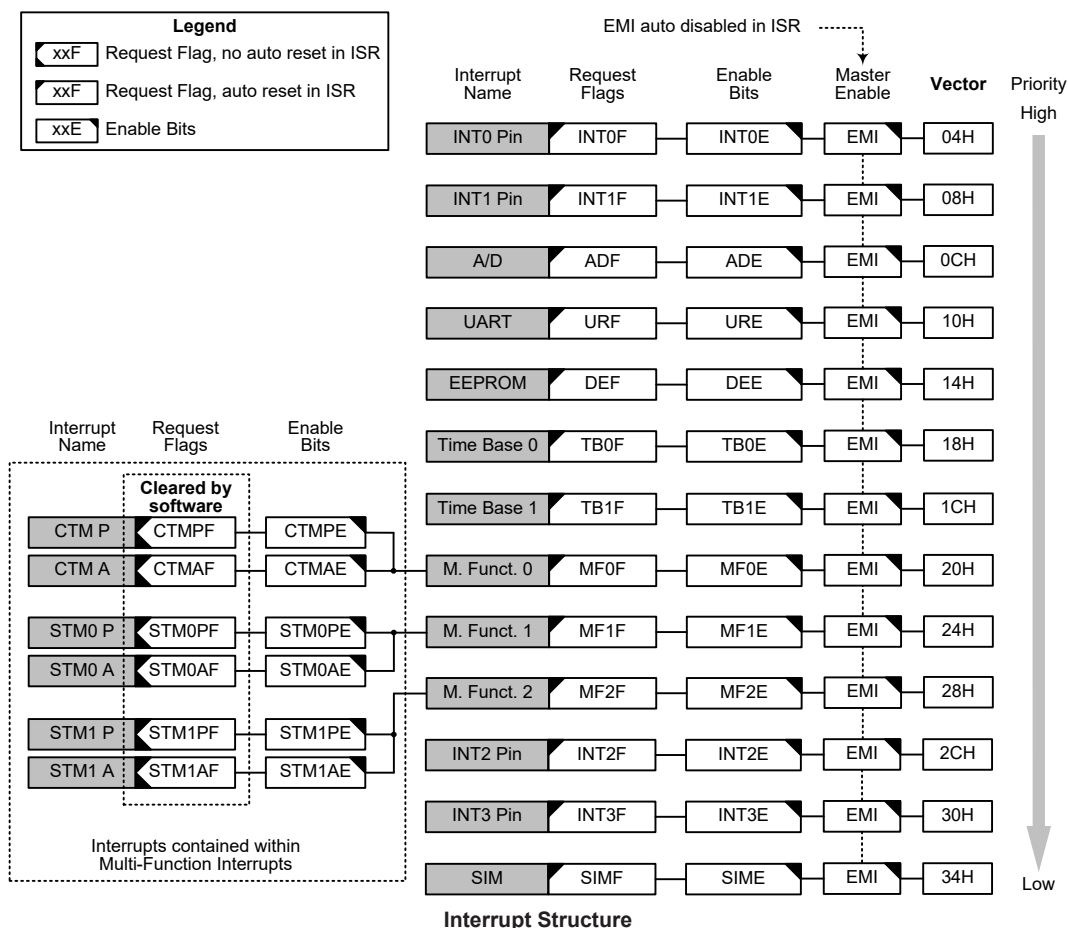 Legend
xxF Request Flag, no auto reset in ISR
xxF Request Flag, auto reset in ISR
xxE Enable Bits
EMI auto disabled in ISR
Interrupt Name Request Flags Enable Bits Master Enable Vector Priority
High
INT0 Pin INT0F INT0E EMI 04H
INT1 Pin INT1F INT1E EMI 08H
A/D ADF ADE EMI 0CH
UART URF URE EMI 10H
EEPROM DEF DEE EMI 14H
Time Base 0 TB0F TB0E EMI 18H
Time Base 1 TB1F TB1E EMI 1CH
M. Funct. 0 MF0F MF0E EMI 20H
M. Funct. 1 MF1F MF1E EMI 24H
M. Funct. 2 MF2F MF2E EMI 28H
INT2 Pin INT2F INT2E EMI 2CH
INT3 Pin INT3F INT3E EMI 30H
SIM SIMF SIME EMI 34H
Low
Interrupt Name Request Flags Enable Bits
Cleared by
software
CTM P CTMPF CTMPE
CTM A CTMAF CTMAE
STM0 P STM0PF STM0PE
STM0 A STM0AF STM0AE
STM1 P STM1PF STM1PE
STM1 A STM1AF STM1AE
Interrupts contained within
Multi-Function Interrupts
Interrupt Structure